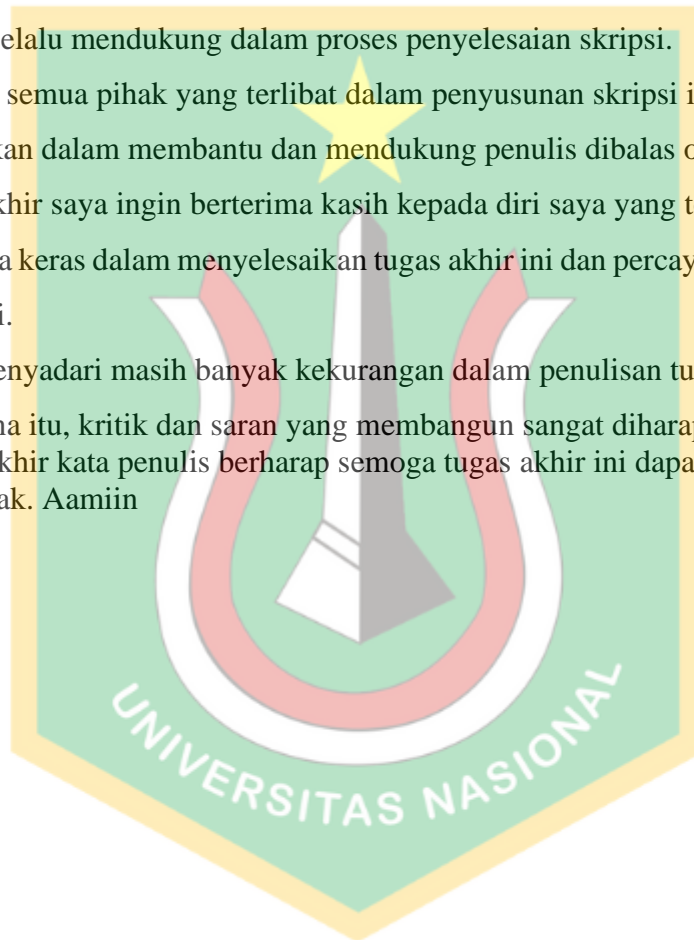 elalu mendukung dalam proses penyelesaian skripsi.
semua pihak yang terlibat dalam penyusunan skripsi i
kan dalam membantu dan mendukung penulis dibalas o
khir saya ingin berterima kasih kepada diri saya yang t
a keras dalam menyelesaikan tugas akhir ini dan percay
i.
enyadari masih banyak kekurangan dalam penulisan tu
na itu, kritik dan saran yang membangun sangat dihara
khir kata penulis berharap semoga tugas akhir ini dapa
ak. Aamiin
UNIVERSITAS NASIONAL